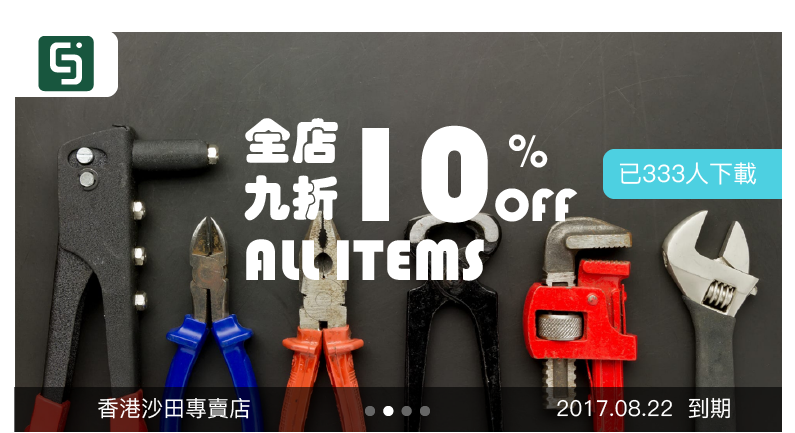 全店
九折
10% OFF
ALL ITEMS
已333人下載
香港沙田專賣店
2017.08.22 到期